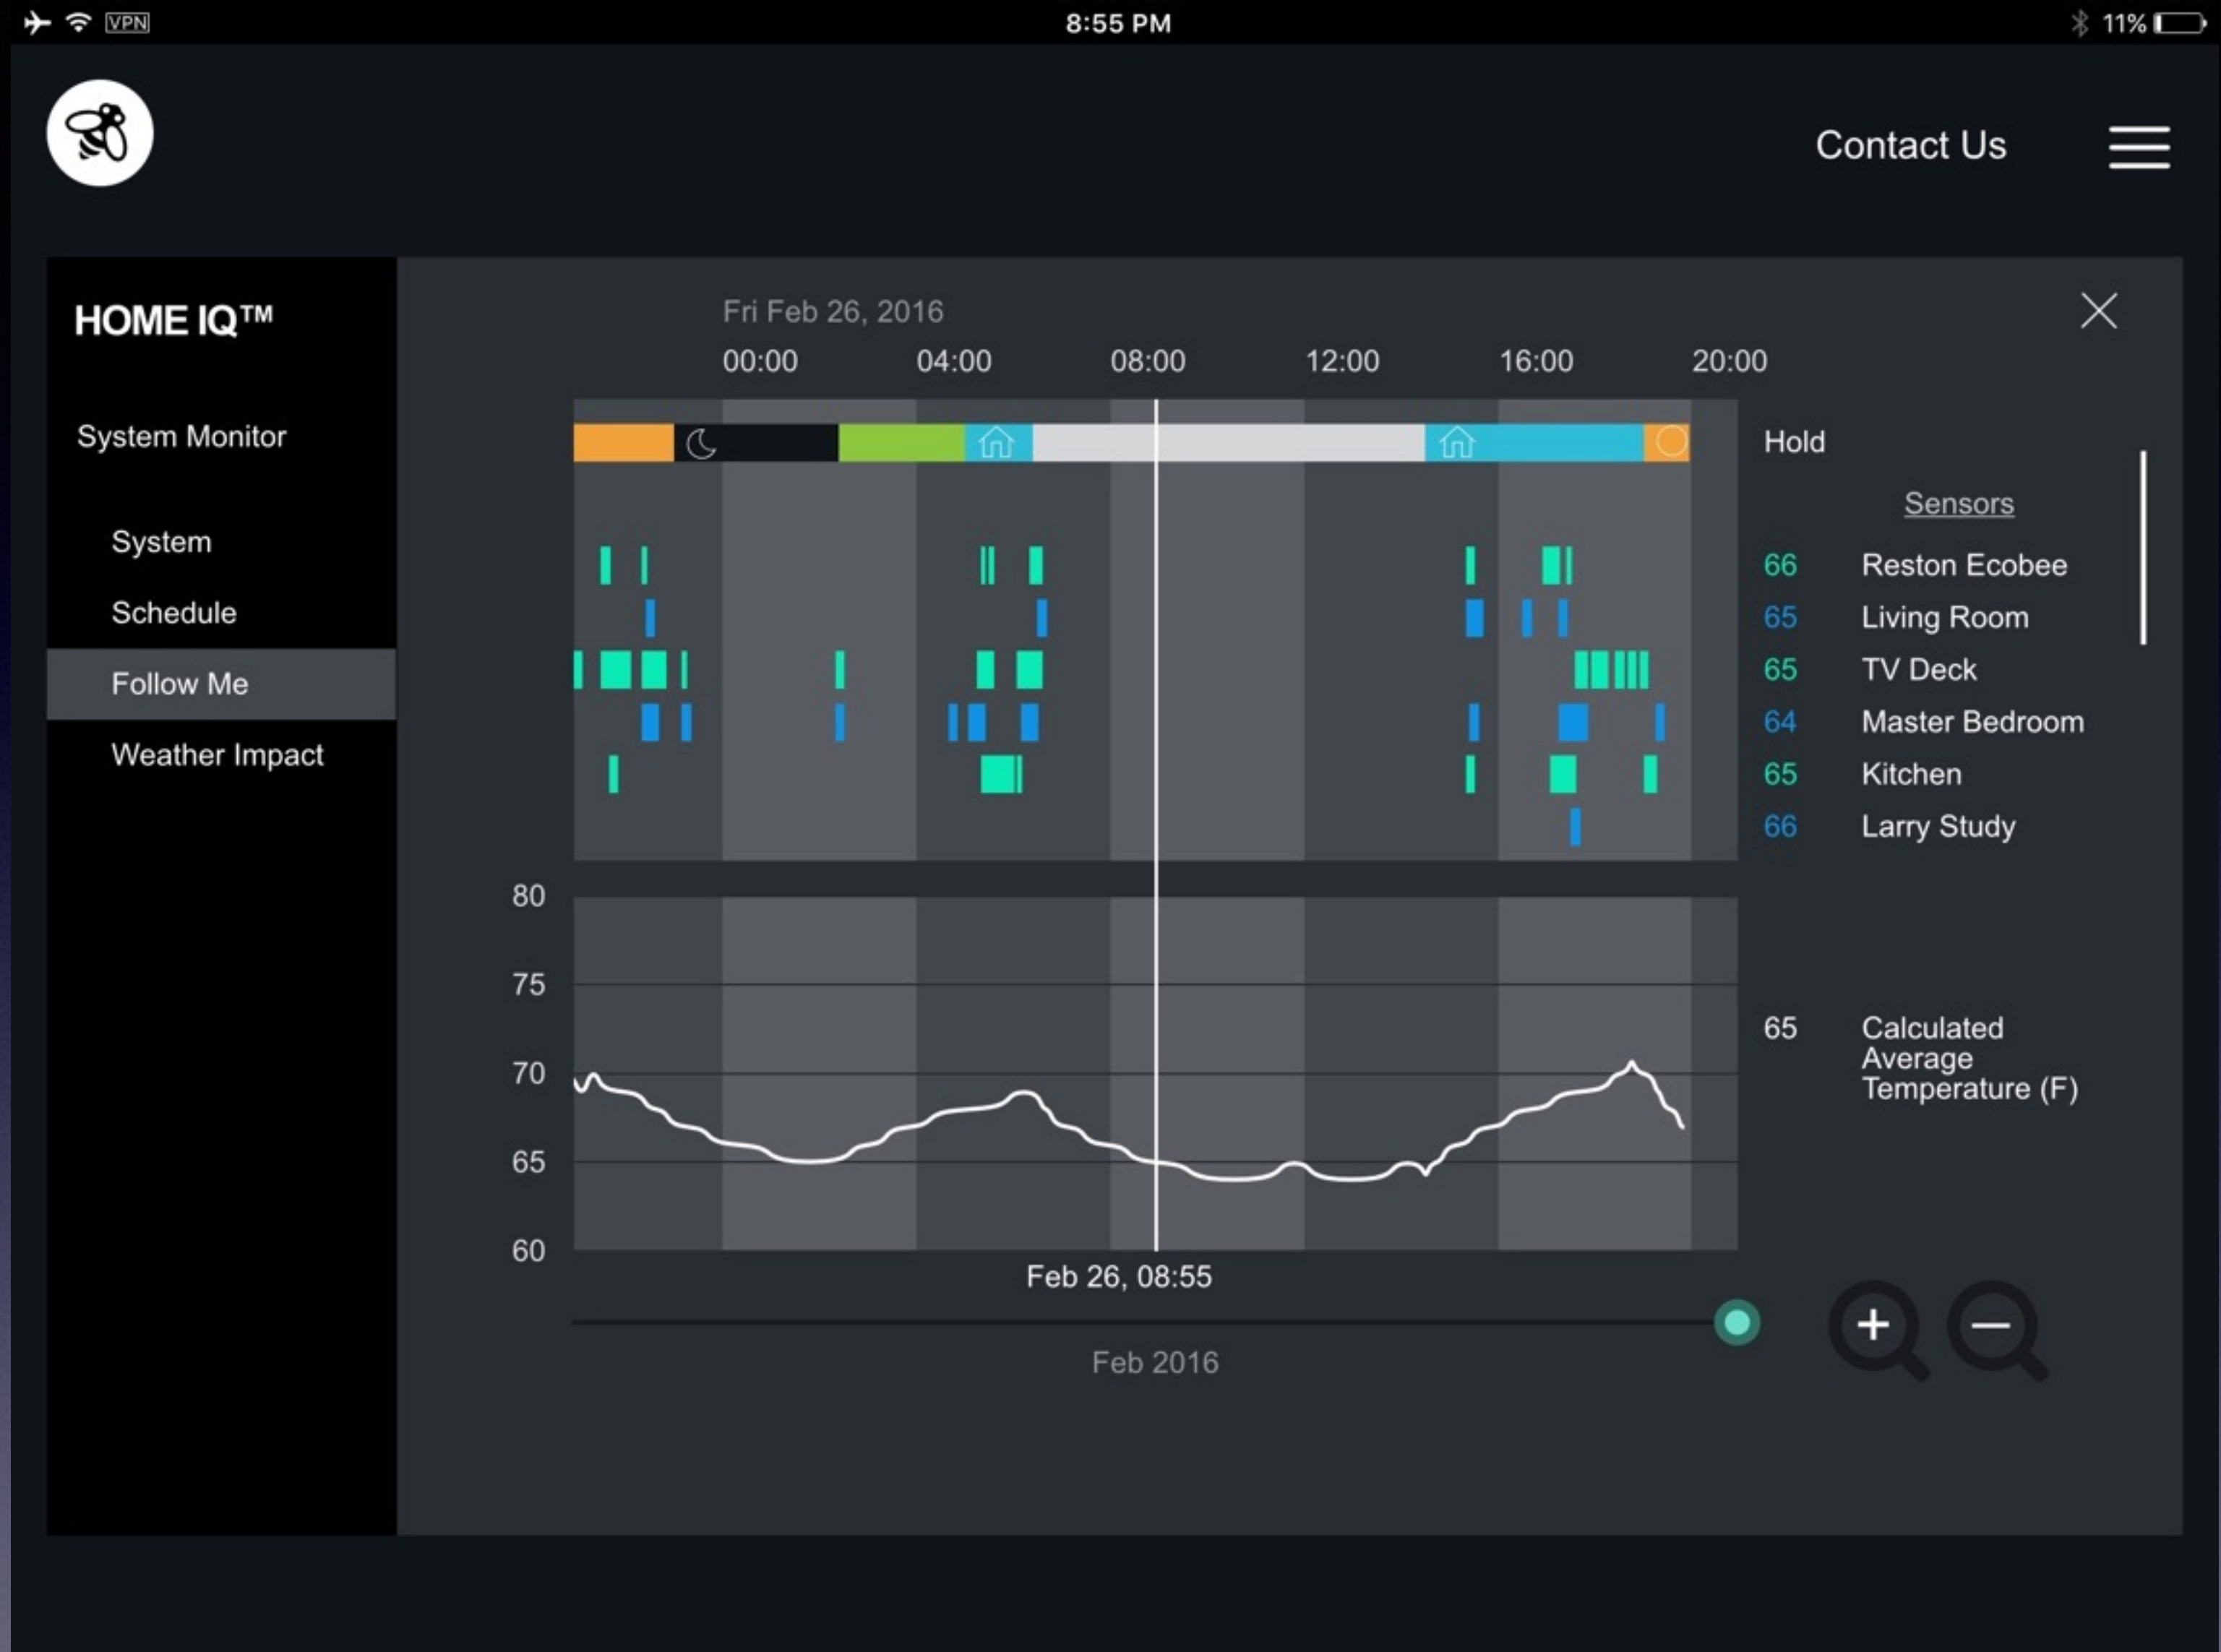 VPN
8:55 PM
11%
Contact Us
HOME IQ™
System Monitor
System
Schedule
Follow Me
Weather Impact
Fri Feb 26, 2016
00:00 04:00 08:00 12:00 16:00 20:00
Hold
Sensors
66 Reston Ecobee
65 Living Room
65 TV Deck
64 Master Bedroom
65 Kitchen
66 Larry Study
80
75
70
65
60
65 Calculated
Average
Temperature (F)
Feb 26, 08:55
Feb 2016